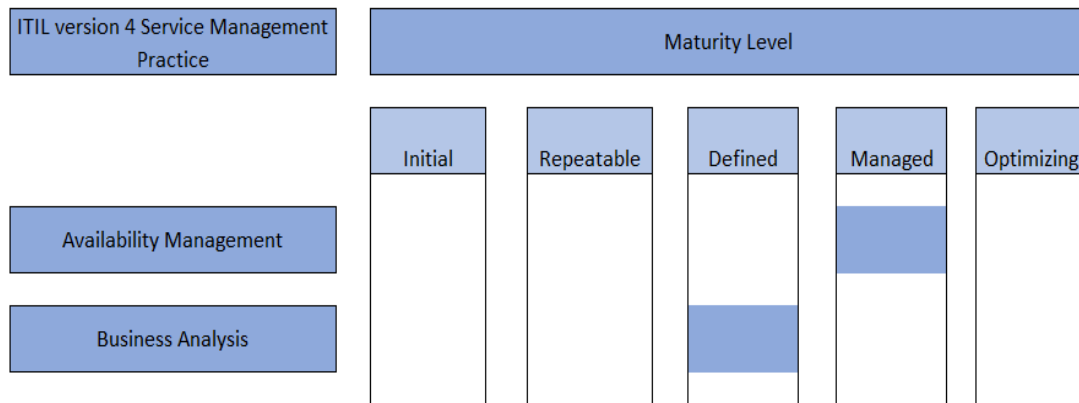 ITIL version 4 Service Management
Practice
Maturity Level
Initial
Repeatable
Defined
Managed
Optimizing
Availability Management
Business Analysis